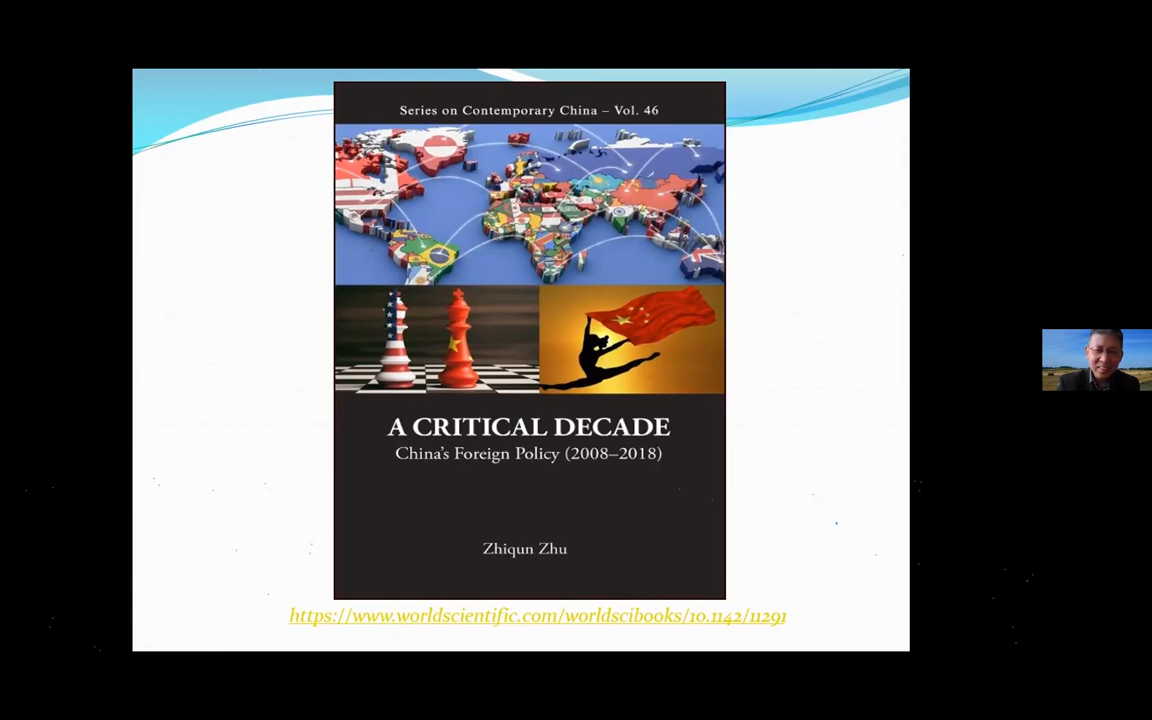 Series on Contemporary China – Vol. 46
A CRITICAL DECADE
China's Foreign Policy (2008–2018)
Zhiqun Zhu
https://www.worldscientific.com/worldscibooks/10.1142/11291